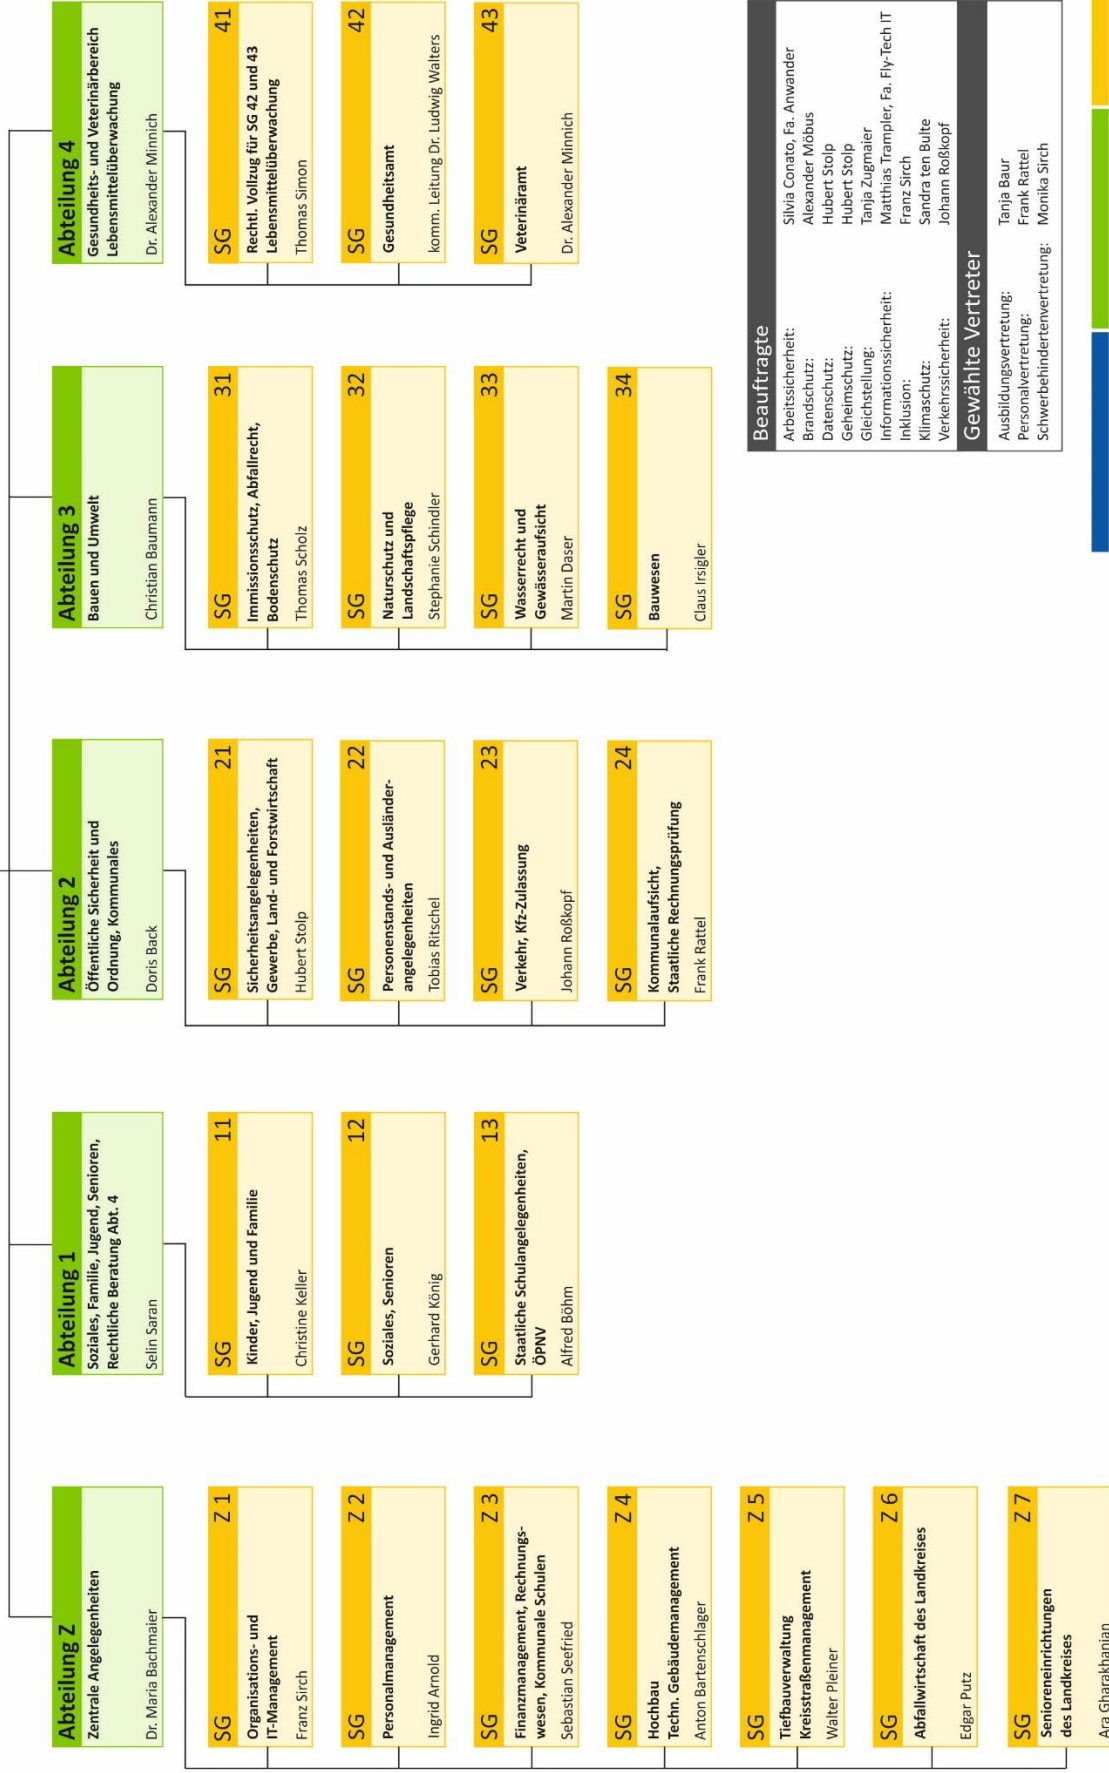 Abteilung Z
Zentrale Angelegenheiten
Dr. Maria Bachmaier
SG Z 1
Organisations- und
IT-Management
Franz Sirch
SG Z 2
Personalmanagement
Ingrid Arnold
SG Z 3
Finanzmanagement, Rechnungs-
wesen, Kommunale Schulen
Sebastian Seefried
SG Z 4
Hochbau
Techn. Gebäudemanagement
Anton Bartenschlager
SG Z 5
Tiefbauverwaltung
Kreisstraßenmanagement
Walter Pleiner
SG Z 6
Abfallwirtschaft des Landkreises
Edgar Putz
SG Z 7
Senioreneinrichtungen
des Landkreises
Ara Gharakhanian
Abteilung 1
Soziales, Familie, Jugend, Senioren,
Rechtliche Beratung Abt. 4
Selin Saran
SG 11
Kinder, Jugend und Familie
Christine Keller
SG 12
Soziales, Senioren
Gerhard König
SG 13
Staatliche Schulangelegenheiten,
ÖPNV
Alfred Böhm
Abteilung 2
Öffentliche Sicherheit und
Ordnung, Kommunales
Doris Back
SG 21
Sicherheitsangelegenheiten,
Gewerbe, Land- und Forstwirtschaft
Hubert Stolp
SG 22
Personenstands- und Ausländer-
angelegenheiten
Tobias Ritschel
SG 23
Verkehr, Kfz-Zulassung
Johann Roßkopf
SG 24
Kommunalaufsicht,
Staatliche Rechnungsprüfung
Frank Rattel
Abteilung 3
Bauen und Umwelt
Christian Baumann
SG 31
Immissionsschutz, Abfallrecht,
Bodenschutz
Thomas Scholz
SG 32
Naturschutz und
Landschaftspflege
Stephanie Schindler
SG 33
Wasserrecht und
Gewässeraufsicht
Martin Daser
SG 34
Bauwesen
Claus Irsigler
Abteilung 4
Gesundheits- und Veterinärbereich
Lebensmittelüberwachung
Dr. Alexander Minnich
SG 41
Rechtl. Vollzug für SG 42 und 43
Lebensmittelüberwachung
Thomas Simon
SG 42
Gesundheitsamt
komm. Leitung Dr. Ludwig Walters
SG 43
Veterinäramt
Dr. Alexander Minnich
Beauftragte
Arbeitssicherheit: Silvia Conato, Fa. Anwander
Brandschutz: Alexander Möbus
Datenschutz: Hubert Stolp
Geheimschutz: Hubert Stolp
Gleichstellung: Tanja Zugmaier
Informationssicherheit: Matthias Trampler, Fa. Fly-Tech IT
Inklusion: Franz Sirch
Klimaschutz: Sandra ten Bulte
Verkehrssicherheit: Johann Roßkopf
Gewählte Vertreter
Ausbildungsvertretung: Tanja Baur
Personalvertretung: Frank Rattel
Schwerbehindertenvertretung: Monika Sirch